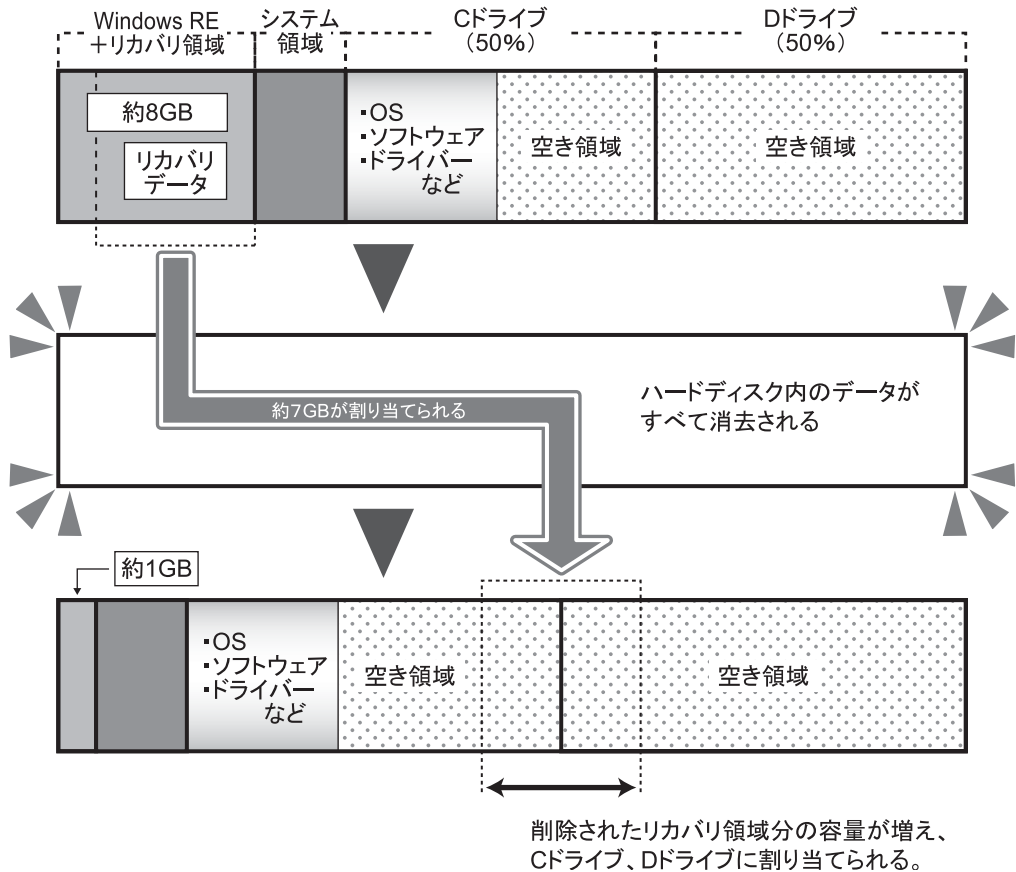 Windows RE
＋リカバリ領域
システム
領域
Cドライブ
（50%）
Dドライブ
（50%）
約8GB
リカバリ
データ
▪OS
▪ソフトウェア
▪ドライバー
など
空き領域
空き領域
約7GBが割り当てられる
ハードディスク内のデータが
すべて消去される
約1GB
▪OS
▪ソフトウェア
▪ドライバー
など
空き領域
空き領域
削除されたリカバリ領域分の容量が増え、
Cドライブ、Dドライブに割り当てられる。